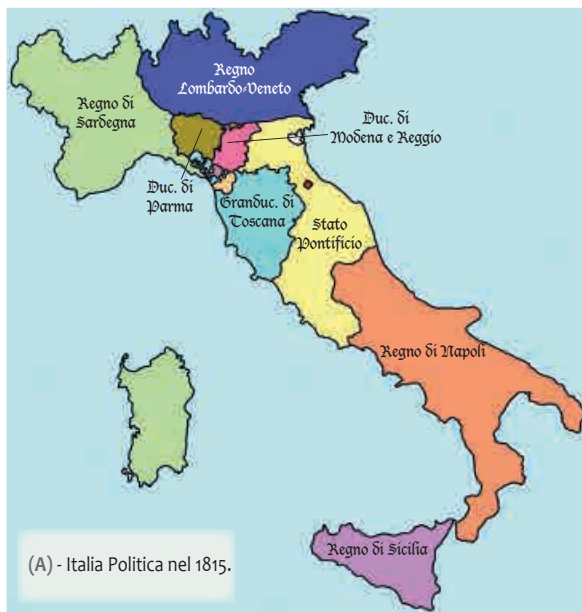 Regno
Lombardo-Veneto
Regno di
Sardegna
Duc. di
Modena e Reggio
Duc. di
Parma
Granduc. di
Toscana
Stato
Pontificio
Regno di Napoli
Regno di Sicilia
(A) - Italia Politica nel 1815.